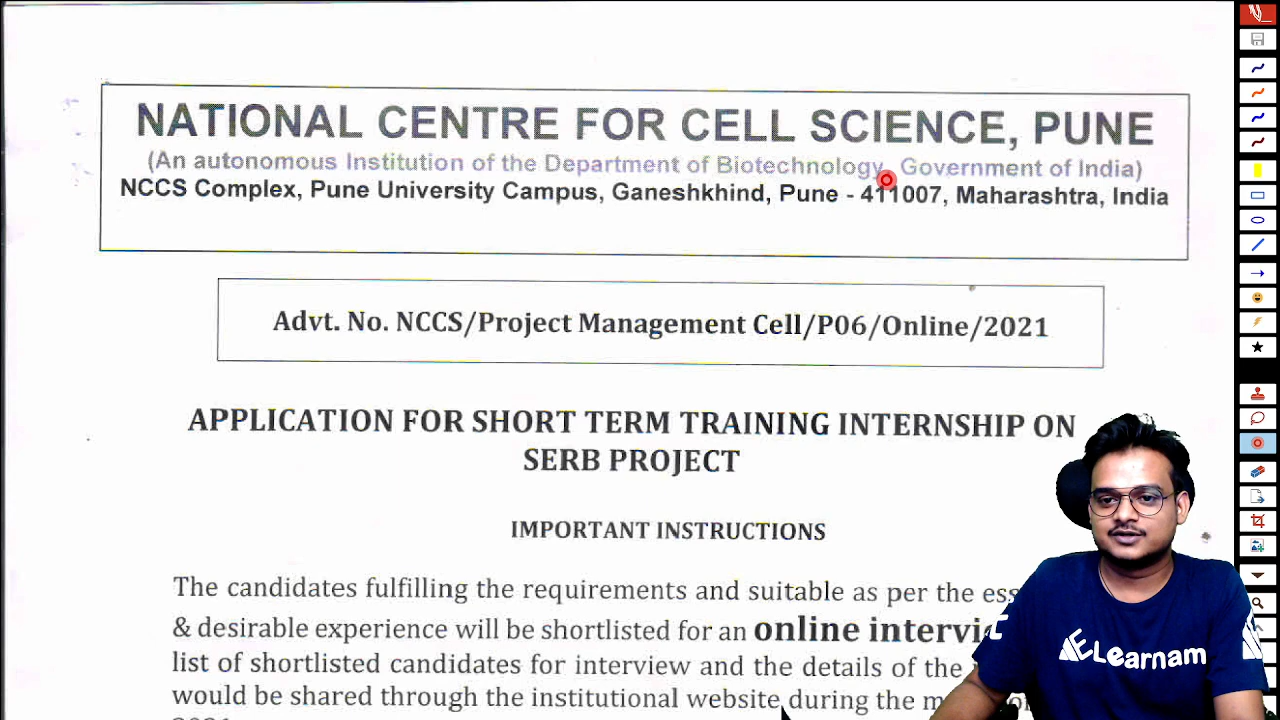 NATIONAL CENTRE FOR CELL SCIENCE, PUNE
(An autonomous Institution of the Department of Biotechnology, Government of India)
NCCS Complex, Pune University Campus, Ganeshkhind, Pune - 411007, Maharashtra, India
Advt. No. NCCS/Project Management Cell/P06/Online/2021
APPLICATION FOR SHORT TERM TRAINING INTERNSHIP ON
SERB PROJECT
IMPORTANT INSTRUCTIONS
The candidates fulfilling the requirements and suitable as per the
& desirable experience will be shortlisted for an online
list of shortlisted candidates for interview and the details of the
would be shared through the institutional website during the
Learnam